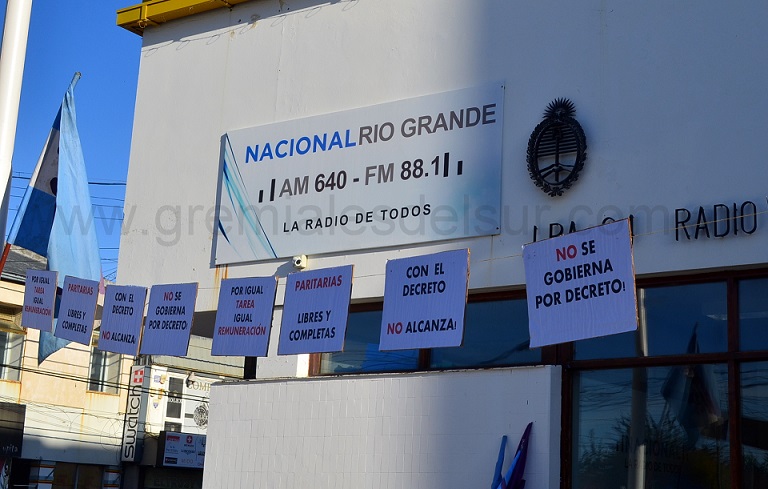 NACIONAL RIO GRANDE
AM 640 - FM 88.1
LA RADIO DE TODOS
RADIO
www.gremialesdelsur.com
POR IGUAL
TAREA
IGUAL
REMUNERACIÓN
PARITARIAS
LIBRES Y
COMPLETAS
CON EL
DECRETO
NO ALCANZA!
NO SE
GOBIERNA
POR DECRETO!
POR IGUAL
TAREA
IGUAL
REMUNERACIÓN
PARITARIAS
LIBRES Y
COMPLETAS
CON EL
DECRETO
NO ALCANZA!
NO SE
GOBIERNA
POR DECRETO!
swatch